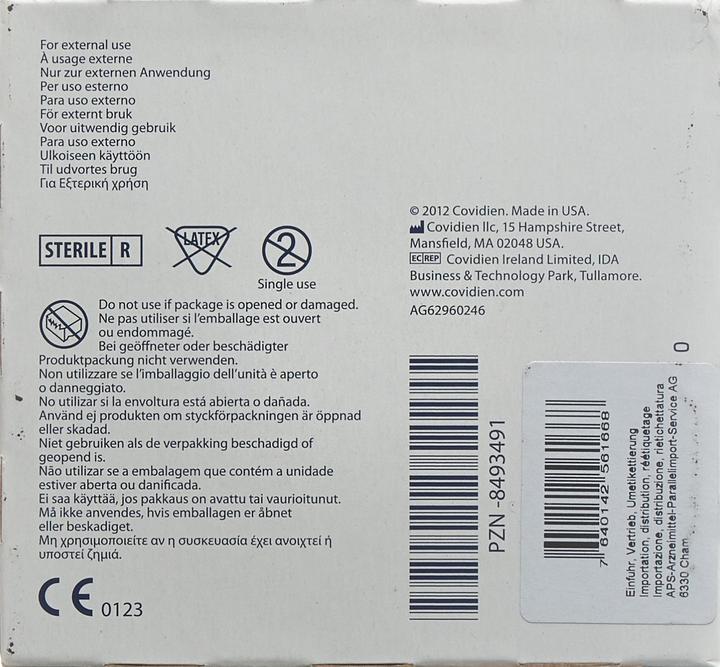 For external use
À usage externe
Nur zur externen Anwendung
Per uso esterno
Para uso externo
För externt bruk
Voor uitwendig gebruik
Para uso externo
Ulkoiseen käyttöön
Til udvortes brug
Για Εξτερική χρήση
STERILE R
LATEX
2
Single use
Do not use if package is opened or damaged.
Ne pas utiliser si l'emballage est ouvert
ou endommagé.
Bei geöffneter oder beschädigter
Produktpackung nicht verwenden.
Non utilizzare se l'imballaggio dell'unità è aperto
o danneggiato.
No utilizar si la envoltura está abierta o dañada.
Använd ej produkten om styckförpackningen är öppnad
eller skadad.
Niet gebruiken als de verpakking beschadigd of
geopend is.
Não utilizar se a embalagem que contém a unidade
estiver aberta ou danificada.
Ei saa käyttää, jos pakkaus on avattu tai vaurioitunut.
Må ikke anvendes, hvis emballagen er åbnet
eller beskadiget.
Μη χρησιμοποιείτε αν η συσκευασία έχει ανοιχτεί ή
υποστεί ζημιά.
CE 0123
© 2012 Covidien. Made in USA.
Covidien llc, 15 Hampshire Street,
Mansfield, MA 02048 USA.
EC REP Covidien Ireland Limited, IDA
Business & Technology Park, Tullamore.
www.covidien.com
AG62960246
PZN -8493491
0
7 640142 561668
Einfuhr, Vertrieb, Umetikettierung
Importation, distribution, réétiquetage
Importazione, distribuzione, rietichettatura
APS-Arzneimittel-Parallelimport-Service AG
6330 Cham